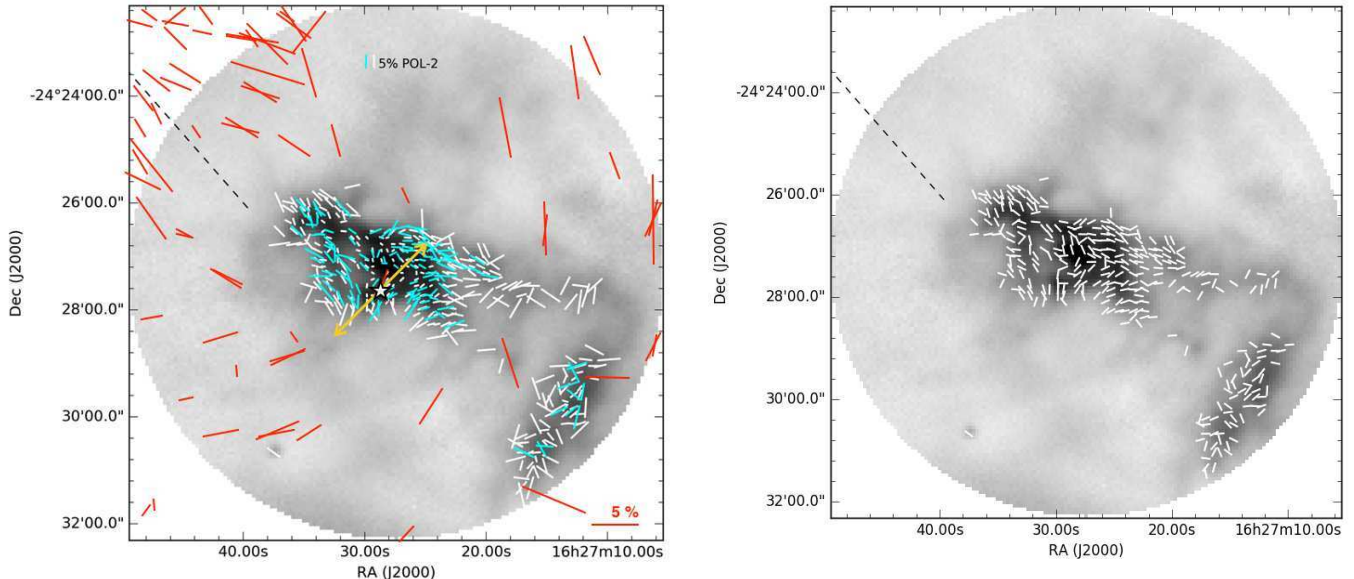 5% POL-2
-24°24'00.0"
26'00.0"
28'00.0"
30'00.0"
32'00.0"
Dec (J2000)
5 %
40.00s
30.00s
20.00s
16h27m10.00s
RA (J2000)
-24°24'00.0"
26'00.0"
28'00.0"
30'00.0"
32'00.0"
Dec (J2000)
40.00s
30.00s
20.00s
16h27m10.00s
RA (J2000)